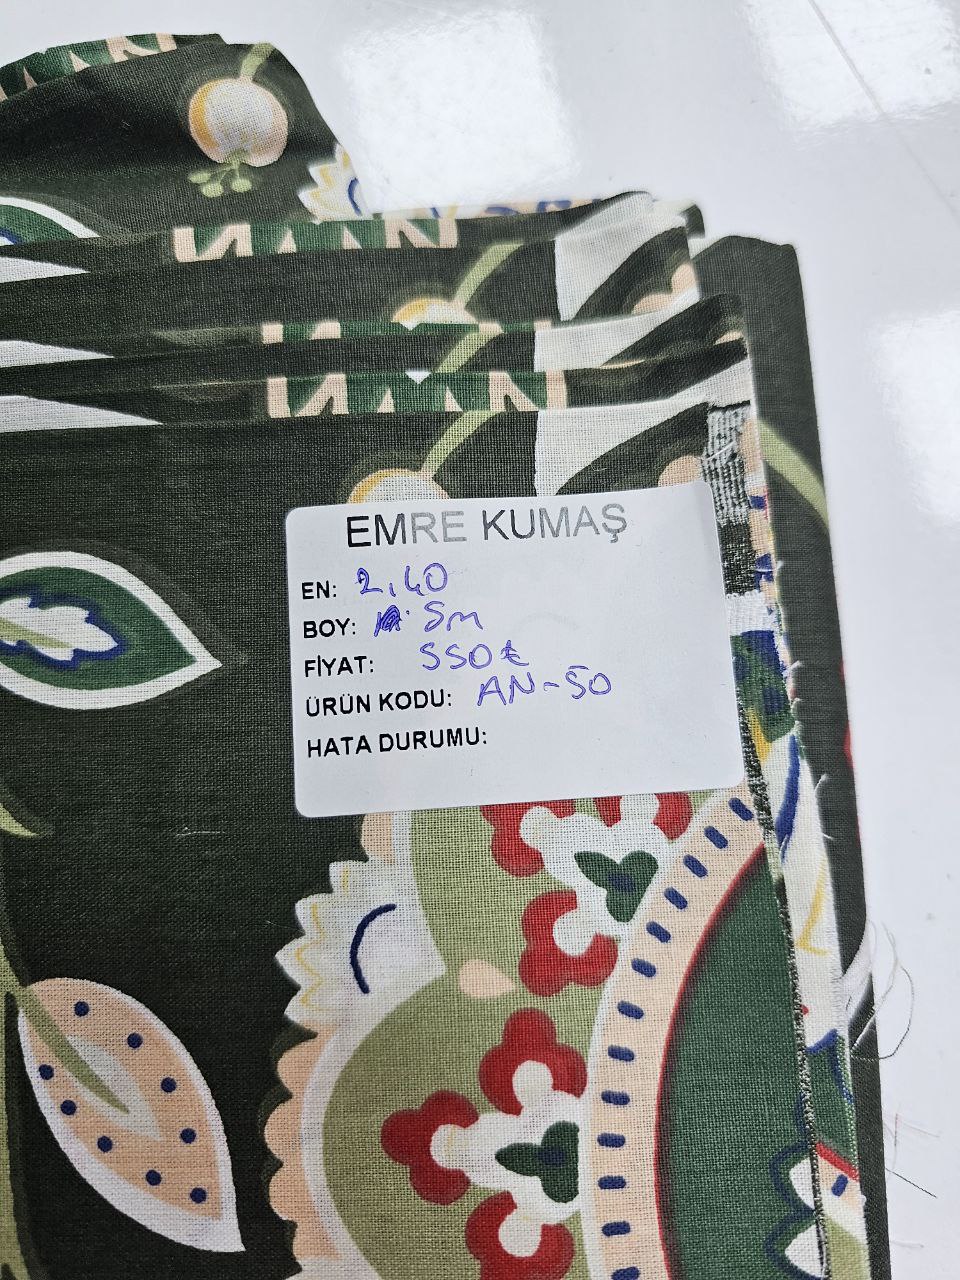 EMRE KUMAŞ
EN: 2,40
BOY: 5m
FİYAT: 550₺
ÜRÜN KODU: AN-50
HATA DURUMU: